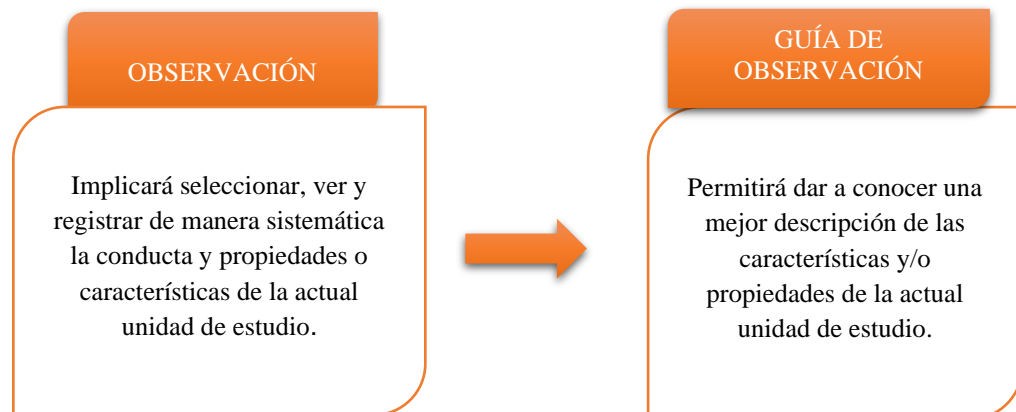 OBSERVACIÓN
Implicará seleccionar, ver y
registrar de manera sistemática
la conducta y propiedades o
características de la actual
unidad de estudio.
GUÍA DE
OBSERVACIÓN
Permitirá dar a conocer una
mejor descripción de las
características y/o
propiedades de la actual
unidad de estudio.